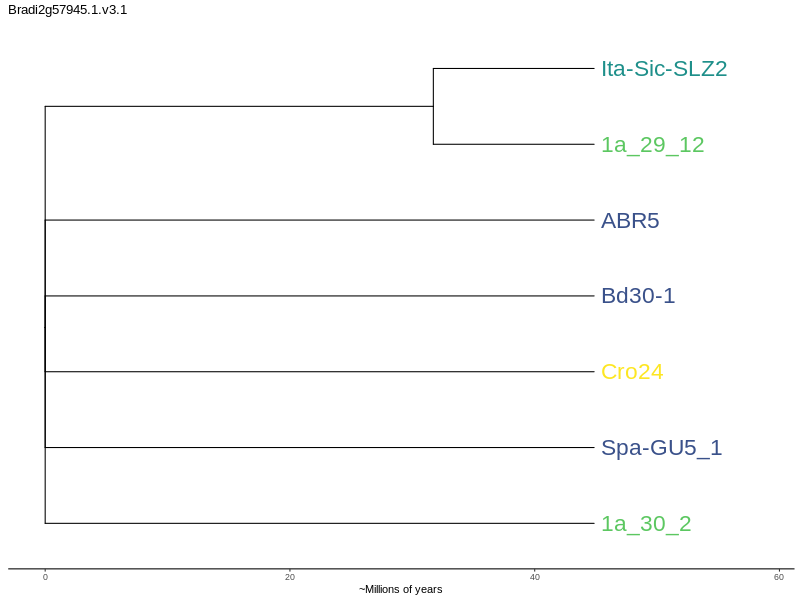 Bradi2g57945.1.v3.1
Ita-Sic-SLZ2
1a_29_12
ABR5
Bd30-1
Cro24
Spa-GU5_1
1a_30_2
0 20 40 60
~Millions of years